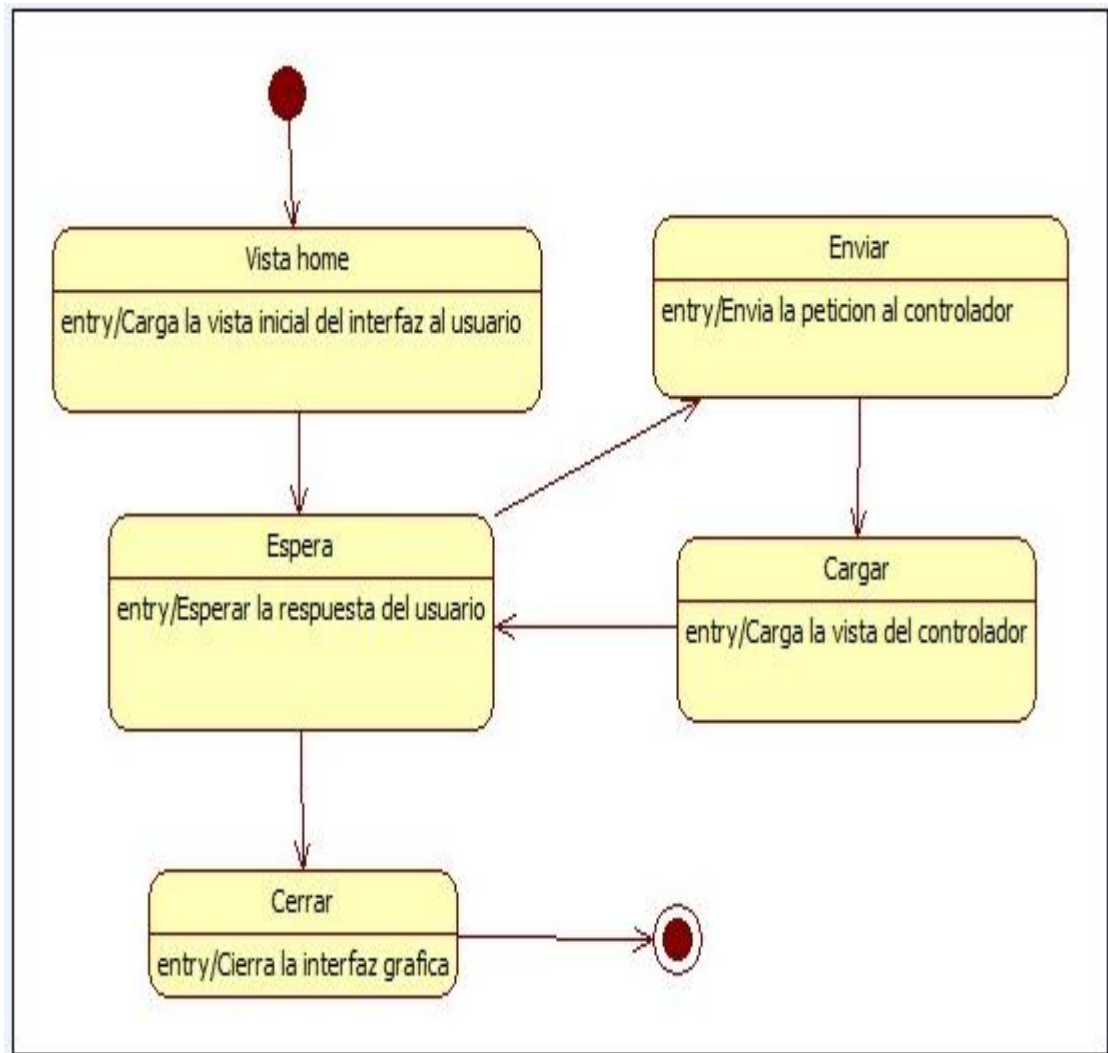 Vista home
entry/Carga la vista inicial del interfaz al usuario
Enviar
entry/Envia la peticion al controlador
Espera
entry/Esperar la respuesta del usuario
Cargar
entry/Carga la vista del controlador
Cerrar
entry/Cierra la interfaz grafica